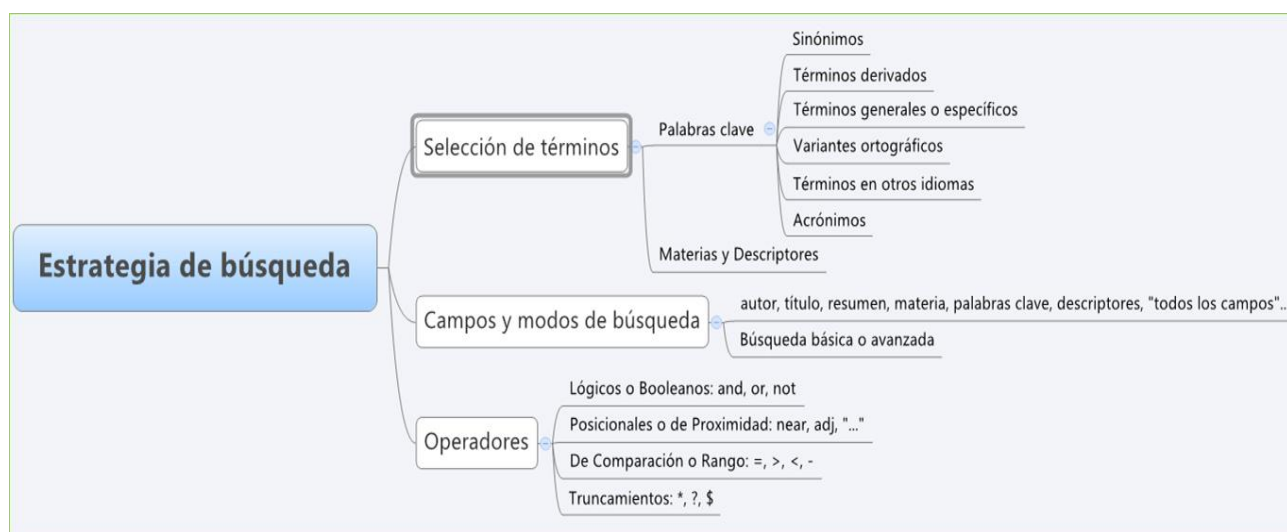 Estrategia de búsqueda
Selección de términos
Palabras clave
Sinónimos
Términos derivados
Términos generales o específicos
Variantes ortográficos
Términos en otros idiomas
Acrónimos
Materias y Descriptores
Campos y modos de búsqueda
autor, título, resumen, materia, palabras clave, descriptores, "todos los campos"..
Búsqueda básica o avanzada
Operadores
Lógicos o Booleanos: and, or, not
Posicionales o de Proximidad: near, adj, "..."
De Comparación o Rango: =, >, <, -
Truncamientos: *, ?, $